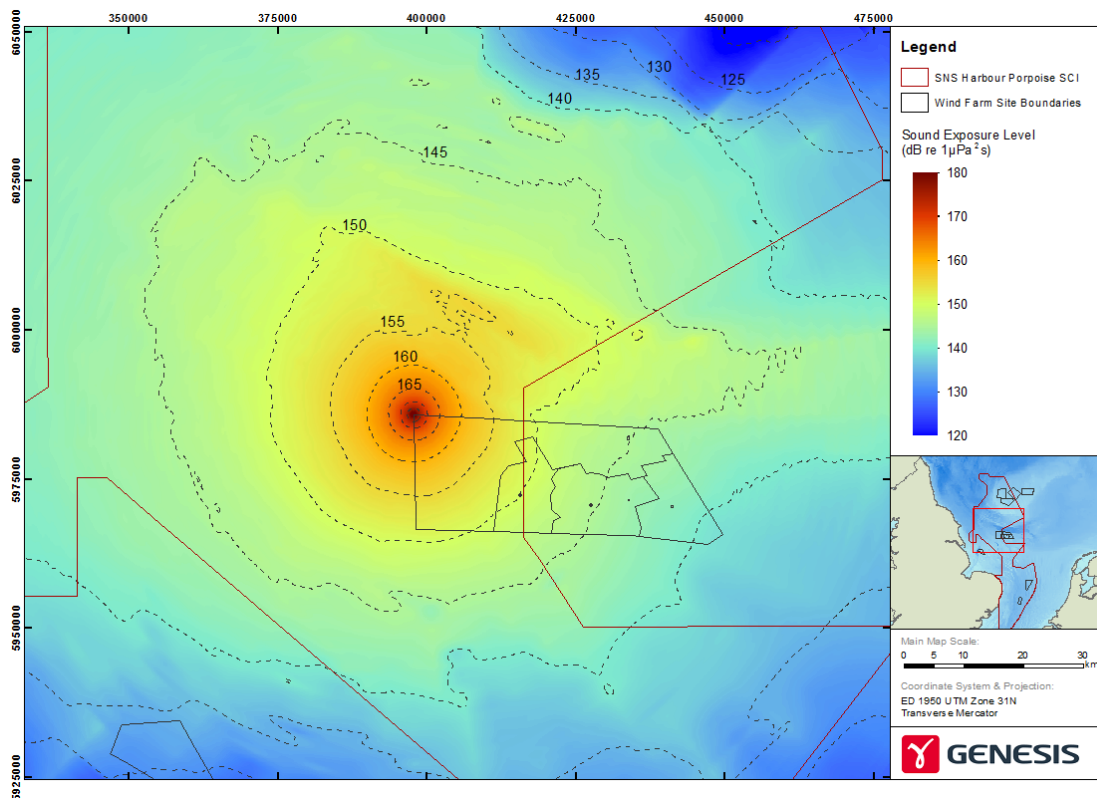 350000 375000 400000 425000 450000 475000
6050000
6025000
6000000
5975000
5950000
5925000
130
135
125
140
145
150
155
160
165
Legend
SNS Harbour Porpoise SCI
Wind Farm Site Boundaries
Sound Exposure Level
(dB re 1µPa²s)
180
170
160
150
140
130
120
Main Map Scale:
0 5 10 20 30
km
Coordinate System & Projection:
ED 1950 UTM Zone 31N
Transverse Mercator
GENESIS